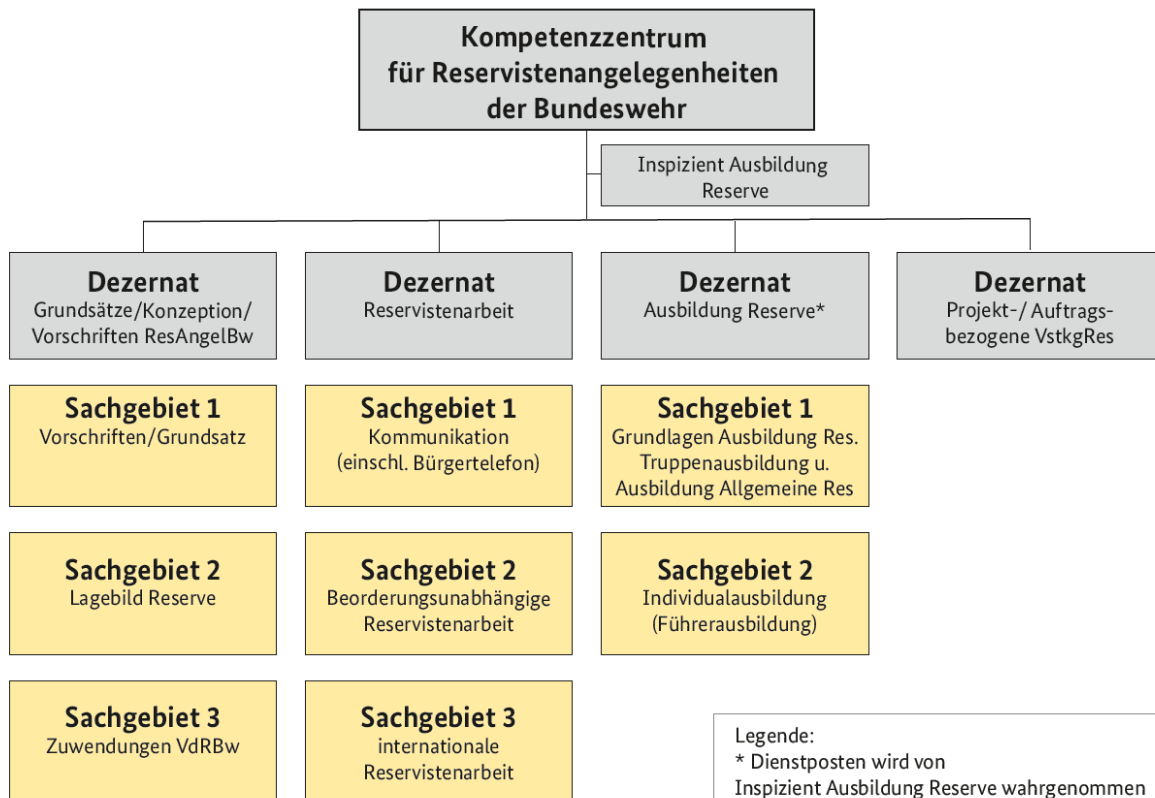 Kompetenzzentrum
für Reservistenangelegenheiten
der Bundeswehr
Inspizient Ausbildung
Reserve
Dezernat
Grundsätze/Konzeption/
Vorschriften ResAngelBw
Dezernat
Reservistenarbeit
Dezernat
Ausbildung Reserve*
Dezernat
Projekt-/ Auftrags-
bezogene VstkgRes
Sachgebiet 1
Vorschriften/Grundsatz
Sachgebiet 1
Kommunikation
(einschl. Bürgertelefon)
Sachgebiet 1
Grundlagen Ausbildung Res.
Truppenausbildung u.
Ausbildung Allgemeine Res
Sachgebiet 2
Lagebild Reserve
Sachgebiet 2
Beorderungsunabhängige
Reservistenarbeit
Sachgebiet 2
Individualausbildung
(Führerausbildung)
Sachgebiet 3
Zuwendungen VdRBw
Sachgebiet 3
internationale
Reservistenarbeit
Legende:
* Dienstposten wird von
Inspizient Ausbildung Reserve wahrgenommen